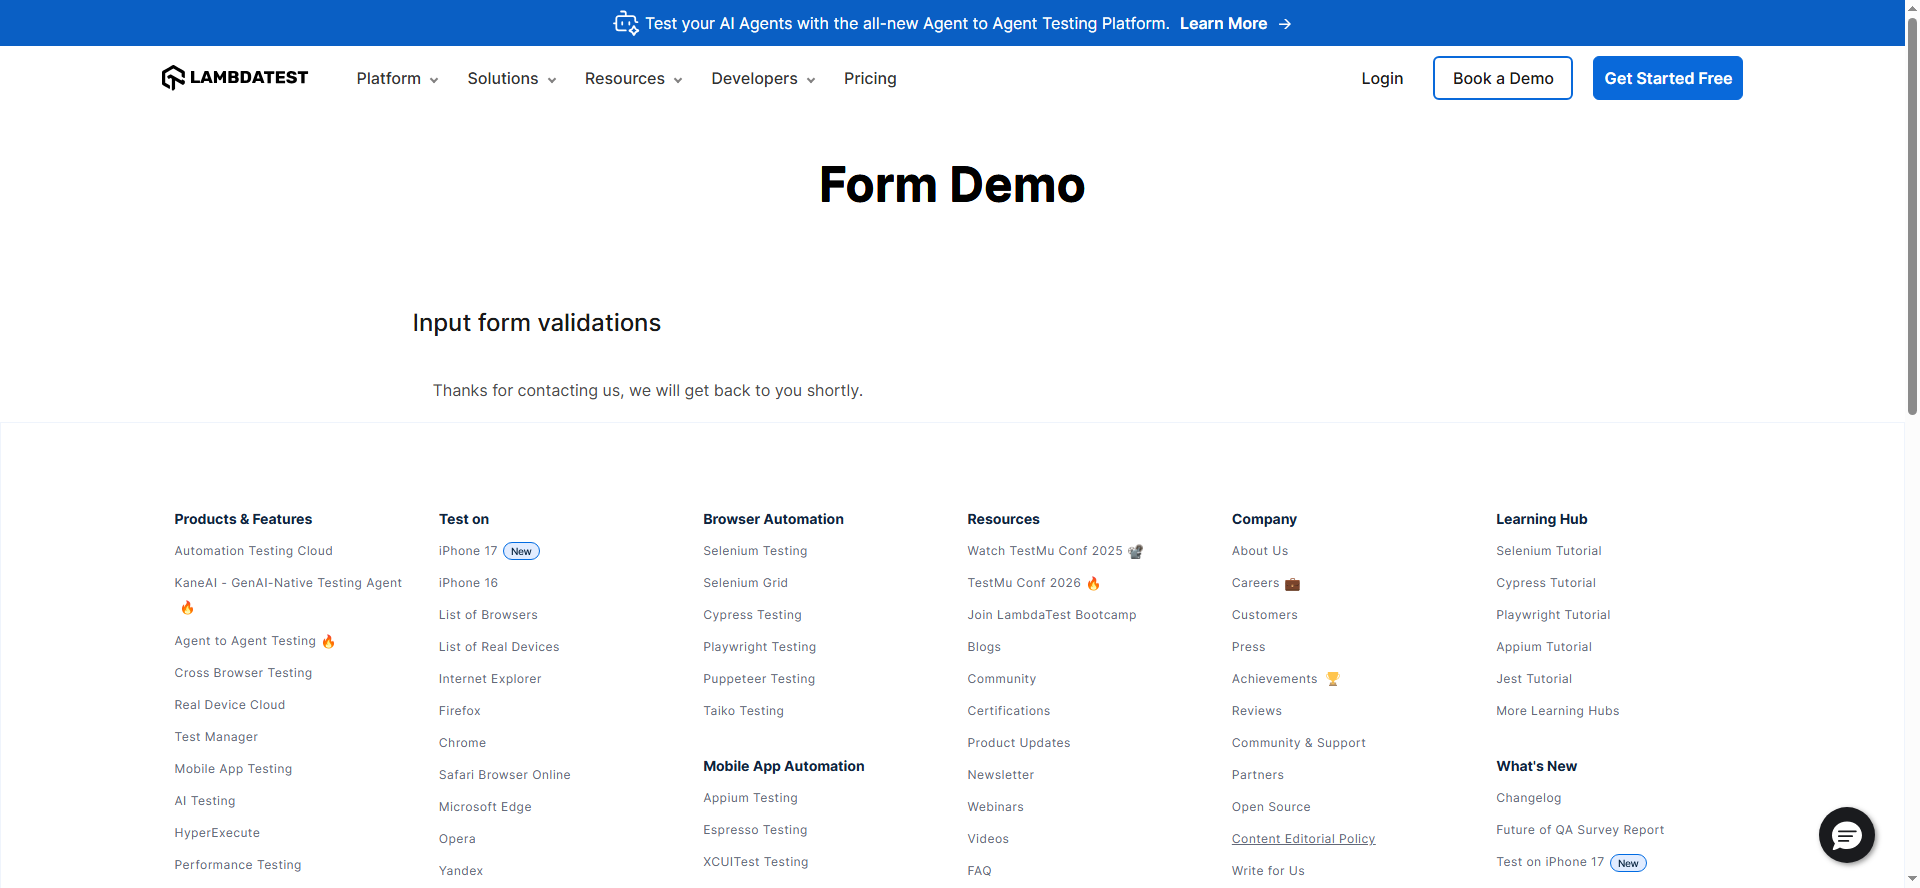 Test your AI Agents with the all-new Agent to Agent Testing Platform. Learn More →
LAMBDATEST Platform Solutions Resources Developers Pricing Login Book a Demo Get Started Free
Form Demo
Input form validations
Thanks for contacting us, we will get back to you shortly.
Products & Features
Automation Testing Cloud
KaneAI - GenAI-Native Testing Agent 🔥
Agent to Agent Testing 🔥
Cross Browser Testing
Real Device Cloud
Test Manager
Mobile App Testing
AI Testing
HyperExecute
Performance Testing
Test on
iPhone 17 New
iPhone 16
List of Browsers
List of Real Devices
Internet Explorer
Firefox
Chrome
Safari Browser Online
Microsoft Edge
Opera
Yandex
Browser Automation
Selenium Testing
Selenium Grid
Cypress Testing
Playwright Testing
Puppeteer Testing
Taiko Testing
Mobile App Automation
Appium Testing
Espresso Testing
XCUITest Testing
Resources
Watch TestMu Conf 2025 📽️
TestMu Conf 2026 🔥
Join LambdaTest Bootcamp
Blogs
Community
Certifications
Product Updates
Newsletter
Webinars
Videos
FAQ
Company
About Us
Careers 💼
Customers
Press
Achievements 🏆
Reviews
Community & Support
Partners
Open Source
Content Editorial Policy
Write for Us
Learning Hub
Selenium Tutorial
Cypress Tutorial
Playwright Tutorial
Appium Tutorial
Jest Tutorial
More Learning Hubs
What's New
Changelog
Future of QA Survey Report
Test on iPhone 17 New